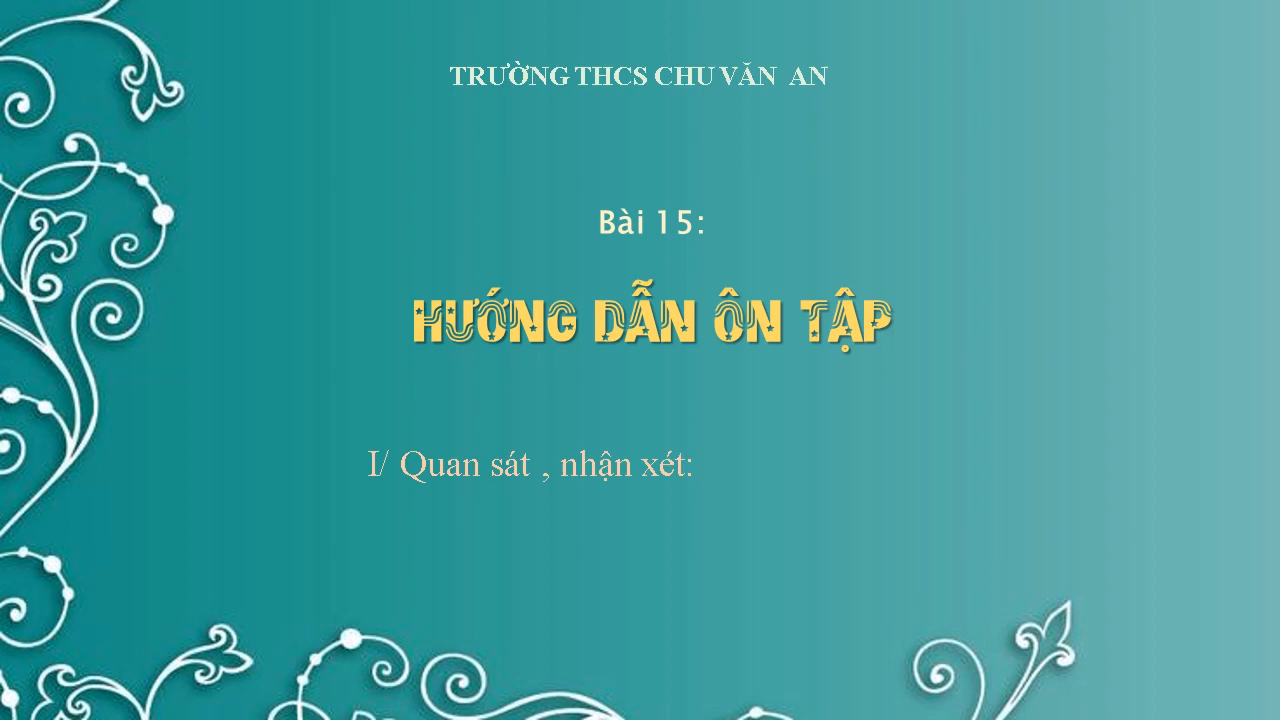 TRƯỜNG THCS CHU VĂN AN
Bài 15:
HƯỚNG DẪN ÔN TẬP
I/ Quan sát , nhận xét: